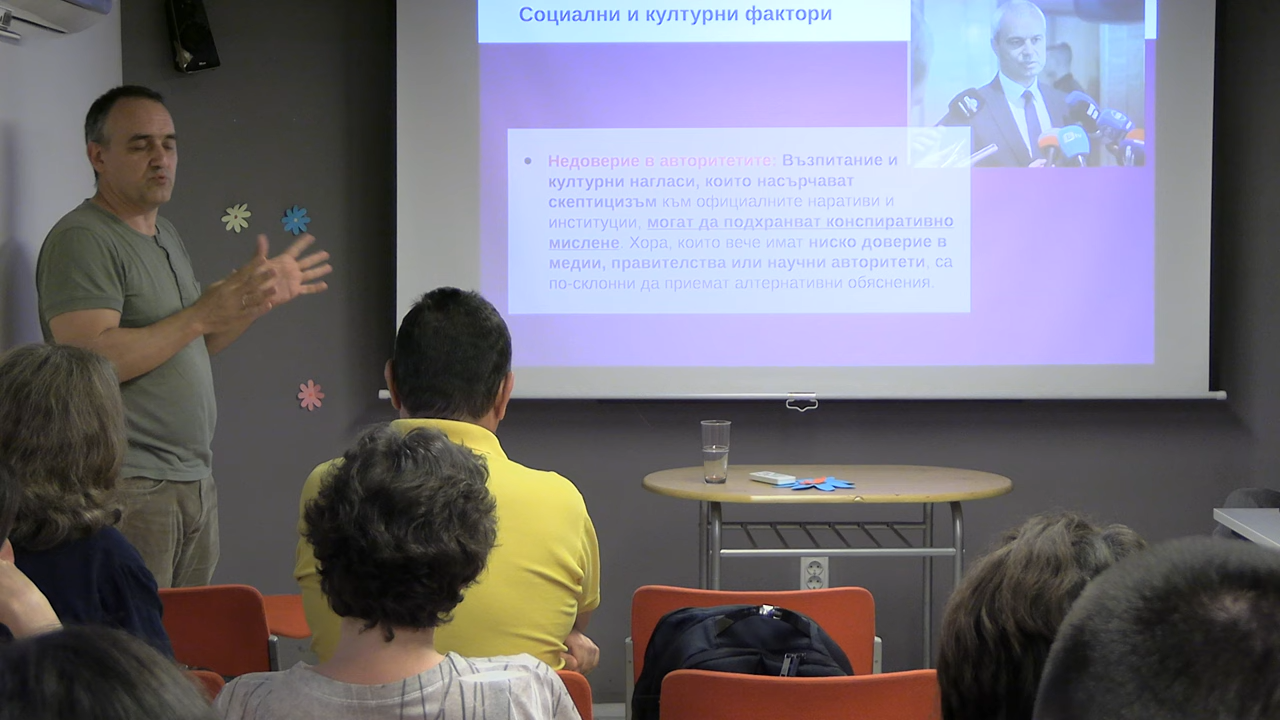 Социални и културни фактори
Недоверие в авторитетите: Възпитание и
културни нагласи, които насърчават
скептицизъм към официалните наративи и
институции, могат да подхранват конспиративно
мислене. Хора, които вече имат ниско доверие в
медии, правителства или научни авторитети, са
по-склонни да приемат алтернативни обяснения.